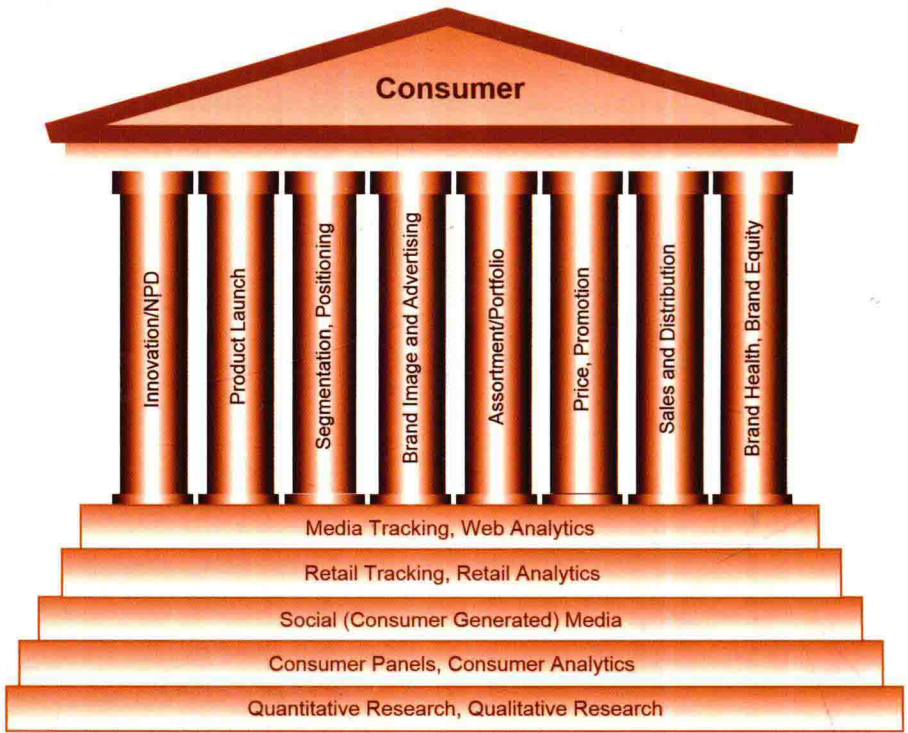 Consumer
Innovation/NPD
Product Launch
Segmentation, Positioning
Brand Image and Advertising
Assortment/Portfolio
Price, Promotion
Sales and Distribution
Brand Health, Brand Equity
Media Tracking, Web Analytics
Retail Tracking, Retail Analytics
Social (Consumer Generated) Media
Consumer Panels, Consumer Analytics
Quantitative Research, Qualitative Research